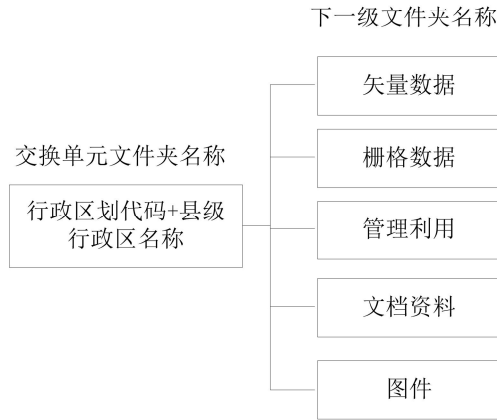 下一级文件夹名称
矢量数据
交换单元文件夹名称
栅格数据
行政区划代码+县级
行政区名称
管理利用
文档资料
图件